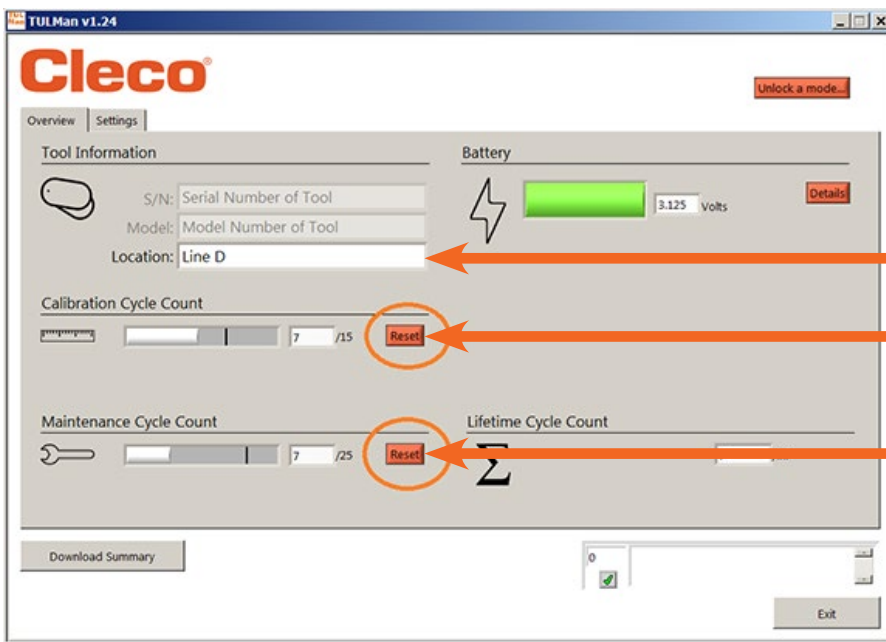 TULMan v1.24
Cleco®
Unlock a mode...
Overview Settings
Tool Information
S/N: Serial Number of Tool
Model: Model Number of Tool
Location: Line D
Battery
3.125 Volts
Details
Calibration Cycle Count
7 /15 Reset
Maintenance Cycle Count
7 /25 Reset
Lifetime Cycle Count
Σ
Download Summary
0
Exit